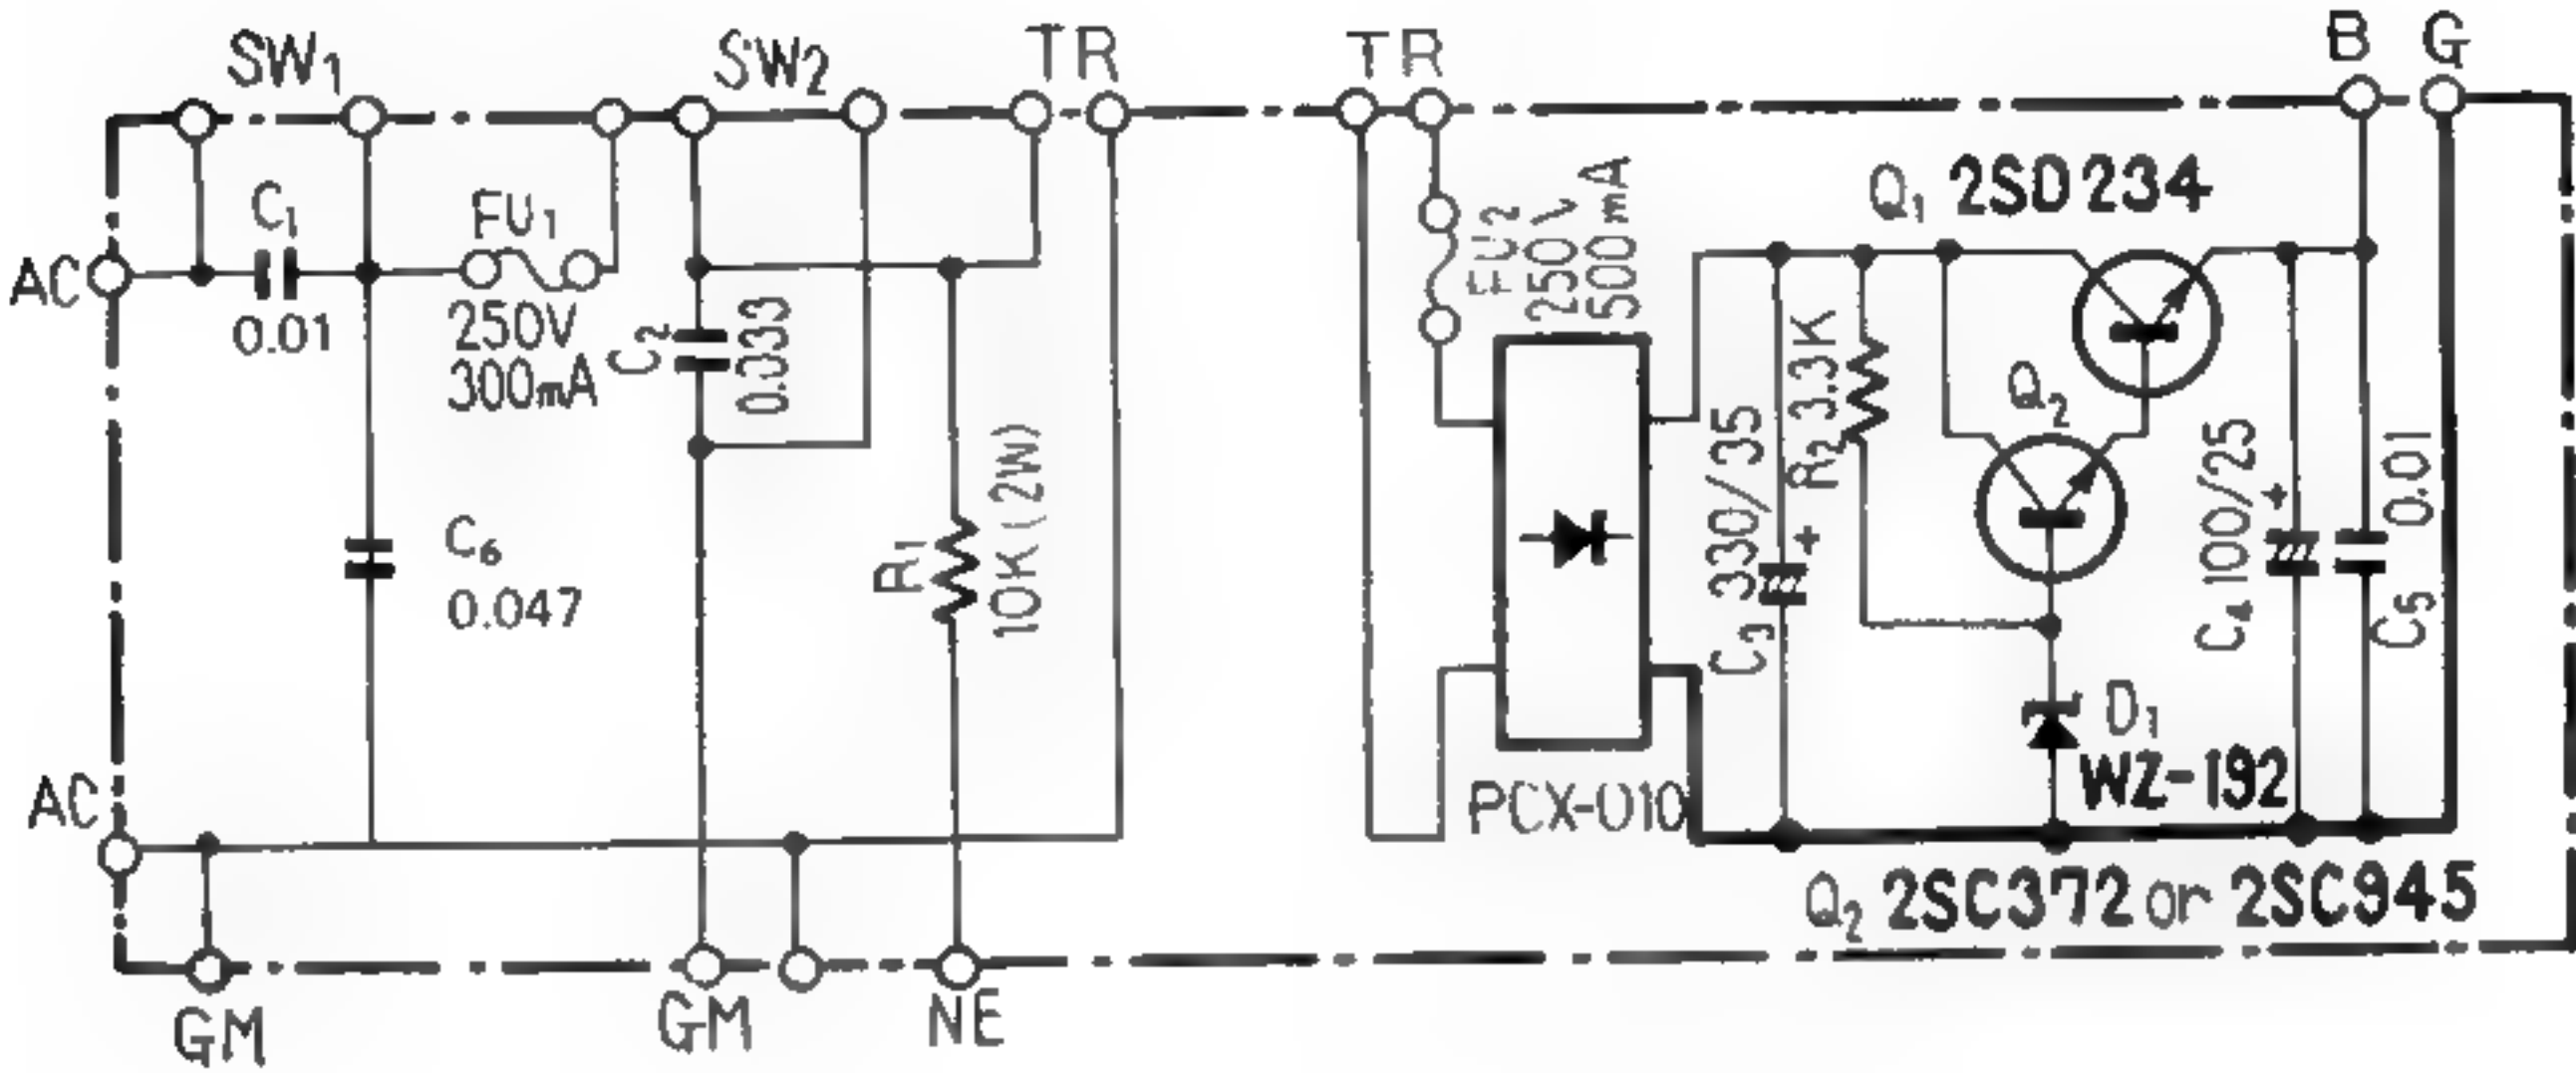 SW1
SW2
TR
TR
B
G
AC
C1
0.01
FU1
250V
300mA
C2
0.033
FU2
250V
500mA
Q1 2SD234
Q2
C6
0.047
R1
10K (2W)
C3 330/35
+
R2 3.3K
C4 100/25
+
C5 0.01
D1
WZ-192
AC
PCX-010
Q2 2SC372 or 2SC945
GM
GM
NE